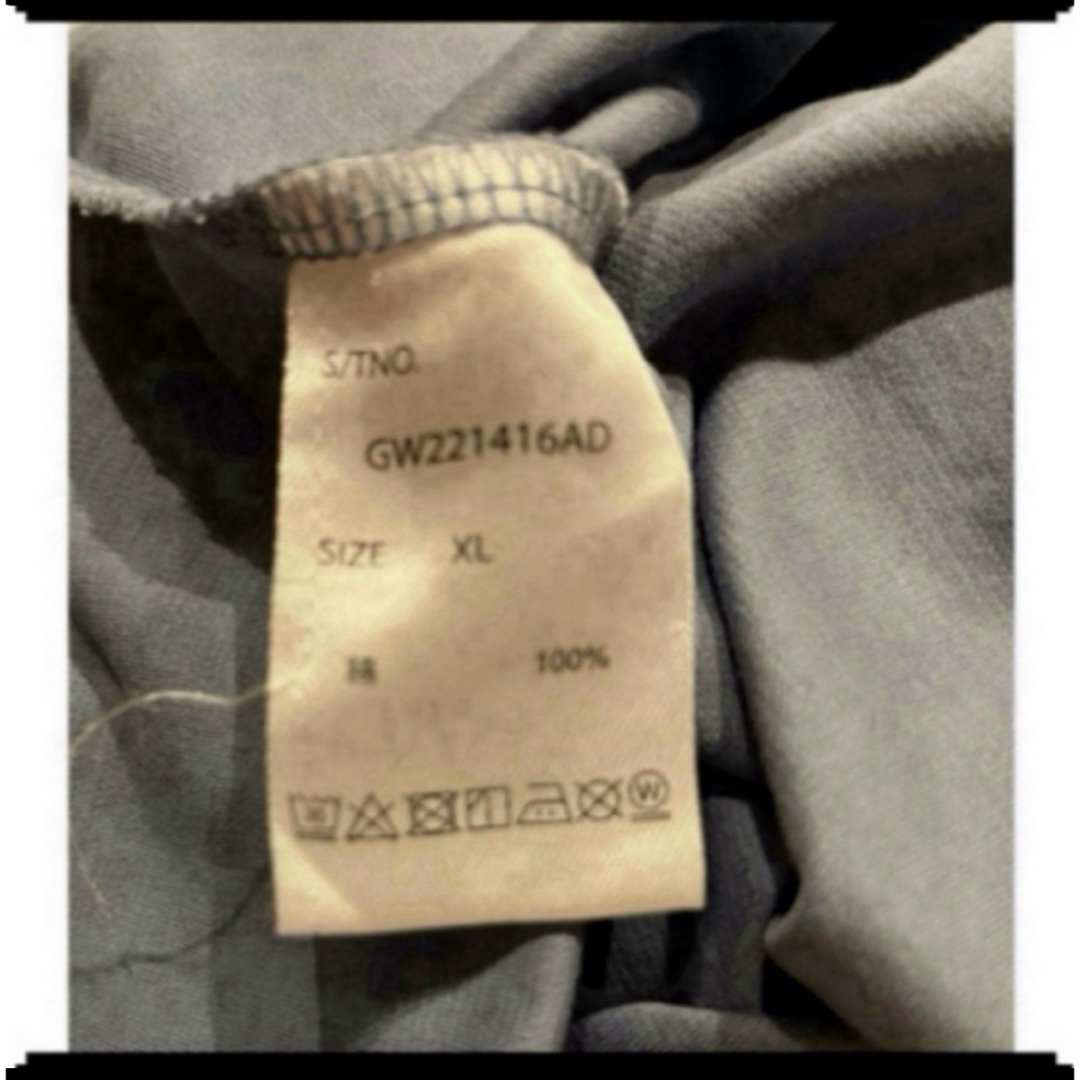 S/TNO.
GW221416AD
SIZE XL
綿 100%
W